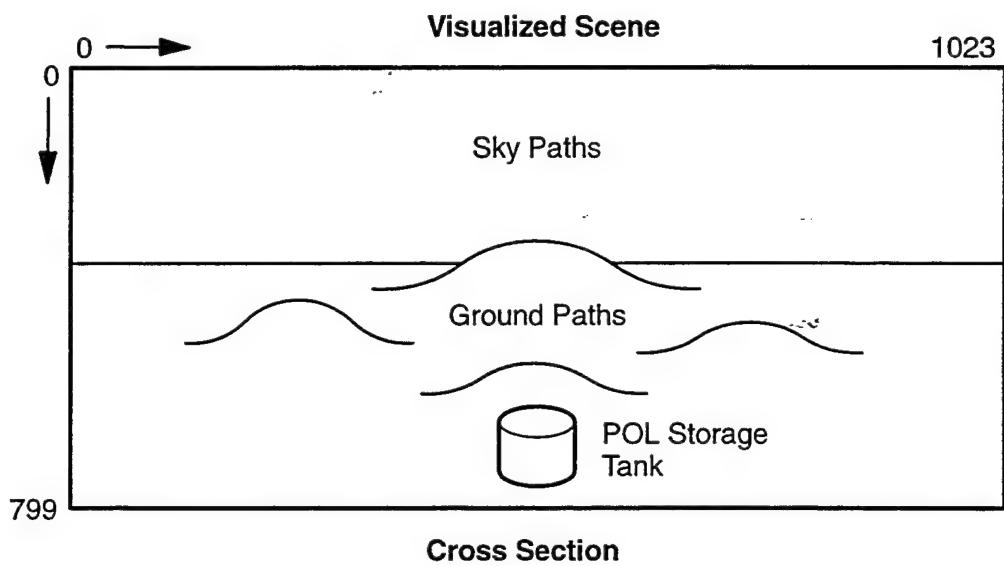 Visualized Scene
0
1023
0
Sky Paths
Ground Paths
POL Storage
Tank
799
Cross Section